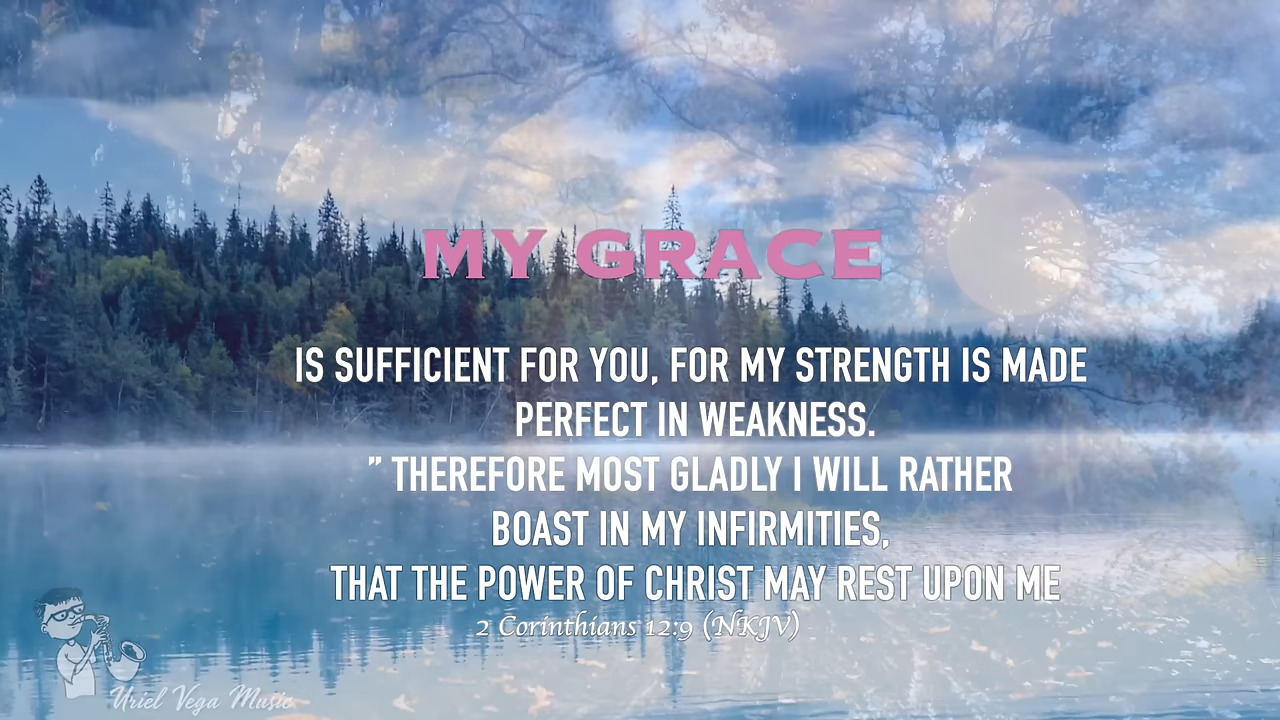 MY GRACE
IS SUFFICIENT FOR YOU, FOR MY STRENGTH IS MADE
PERFECT IN WEAKNESS.
” THEREFORE MOST GLADLY I WILL RATHER
BOAST IN MY INFIRMITIES,
THAT THE POWER OF CHRIST MAY REST UPON ME
2 Corinthians 12:9 (NKJV)
Uriel Vega Music